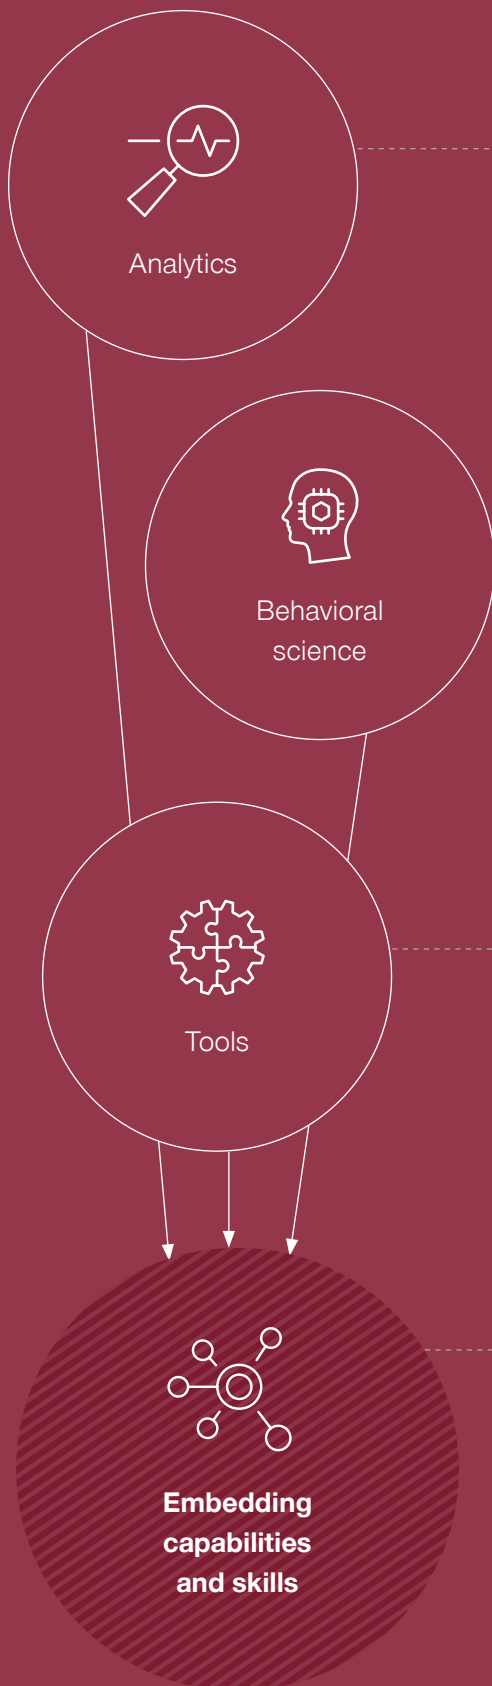 Analytics
Behavioral
science
Tools
Embedding
capabilities
and skills